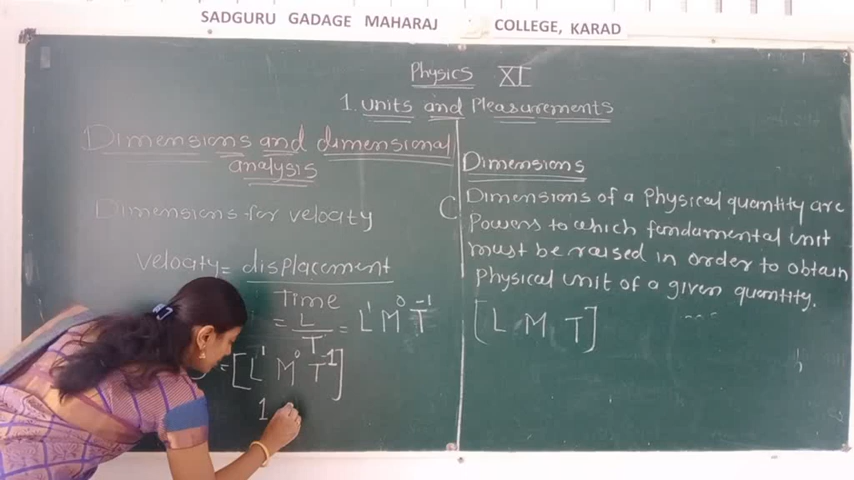 SADGURU GADAGE MAHARAJ COLLEGE, KARAD
Physics XI
1. Units and Measurements
Dimensions and dimensional
analysis
Dimensions for velocity
Velocity = displacement
Time
= L = L¹ M⁰ T⁻¹
T
= [L¹ M⁰ T⁻¹]
1
Dimensions
Dimensions of a Physical quantity are
Powers to which fundamental unit
must be raised in order to obtain
Physical unit of a given quantity.
[L M T]